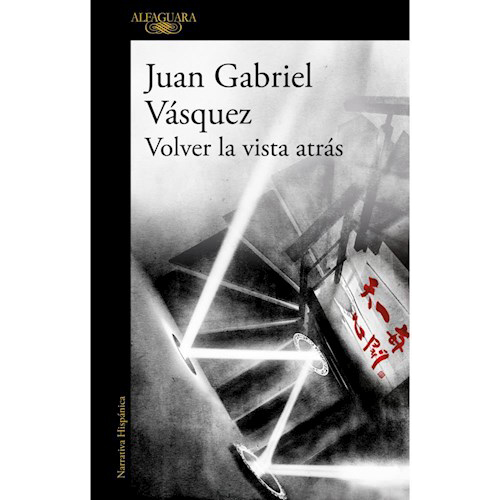 ALFAGUARA
Juan Gabriel
Vásquez
Volver la vista atrás
Narrativa Hispánica